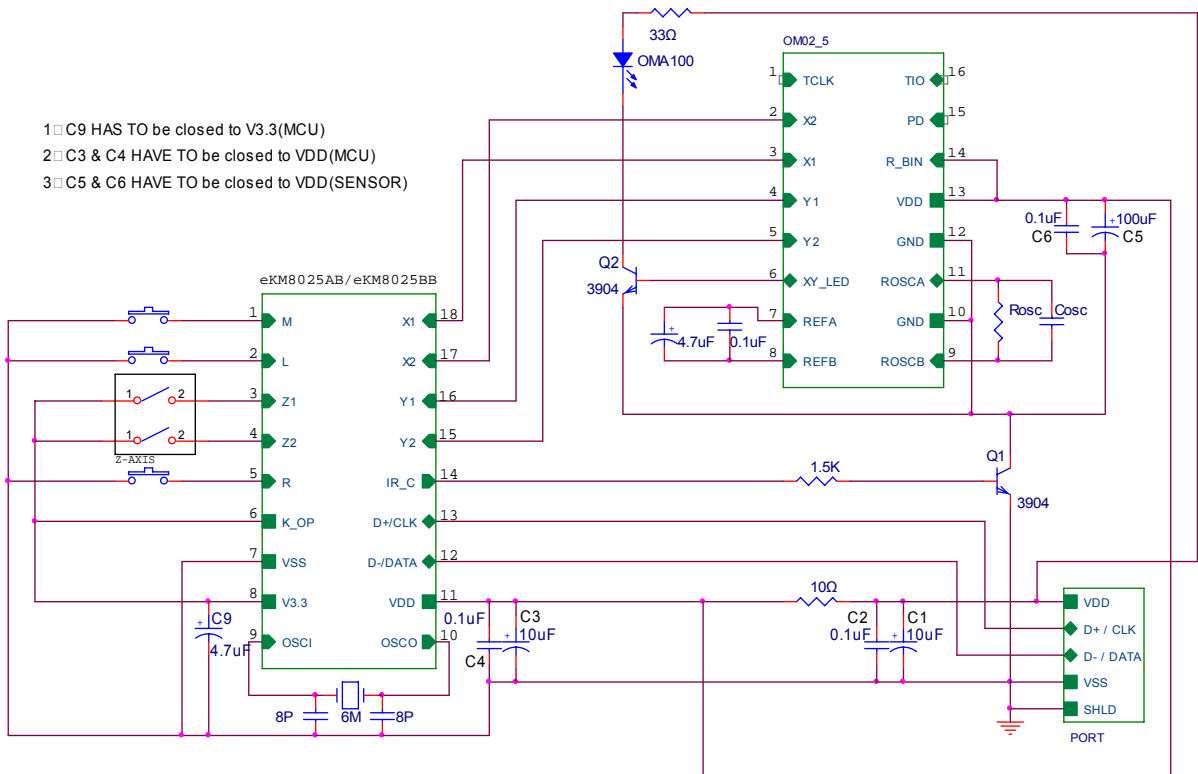 33Ω
OMA100
OM02_5
1 TCLK TIO 16
2 X2 PD 15
3 X1 R_BIN 14
4 Y1 VDD 13
5 Y2 GND 12
6 XY_LED ROSCA 11
7 REFA GND 10
8 REFB ROSCB 9
1□C9 HAS TO be closed to V3.3(MCU)
2□C3 & C4 HAVE TO be closed to VDD(MCU)
3□C5 & C6 HAVE TO be closed to VDD(SENSOR)
0.1uF
C6
+100uF
C5
Q2
3904
+
4.7uF
0.1uF
Rosc
Cosc
eKM8025AB/eKM8025BB
1 M X1 18
2 L X2 17
3 Z1 Y1 16
4 Z2 Y2 15
5 R IR_C 14
6 K_OP D+/CLK 13
7 VSS D-/DATA 12
8 V3.3 VDD 11
9 OSCI OSCO 10
1 2
1 2
Z-AXIS
1.5K
Q1
3904
10Ω
C9
+
4.7uF
0.1uF
C4
C3
+
10uF
C2
0.1uF
C1
+
10uF
8P
6M
8P
VDD
D+ / CLK
D- / DATA
VSS
SHLD
PORT